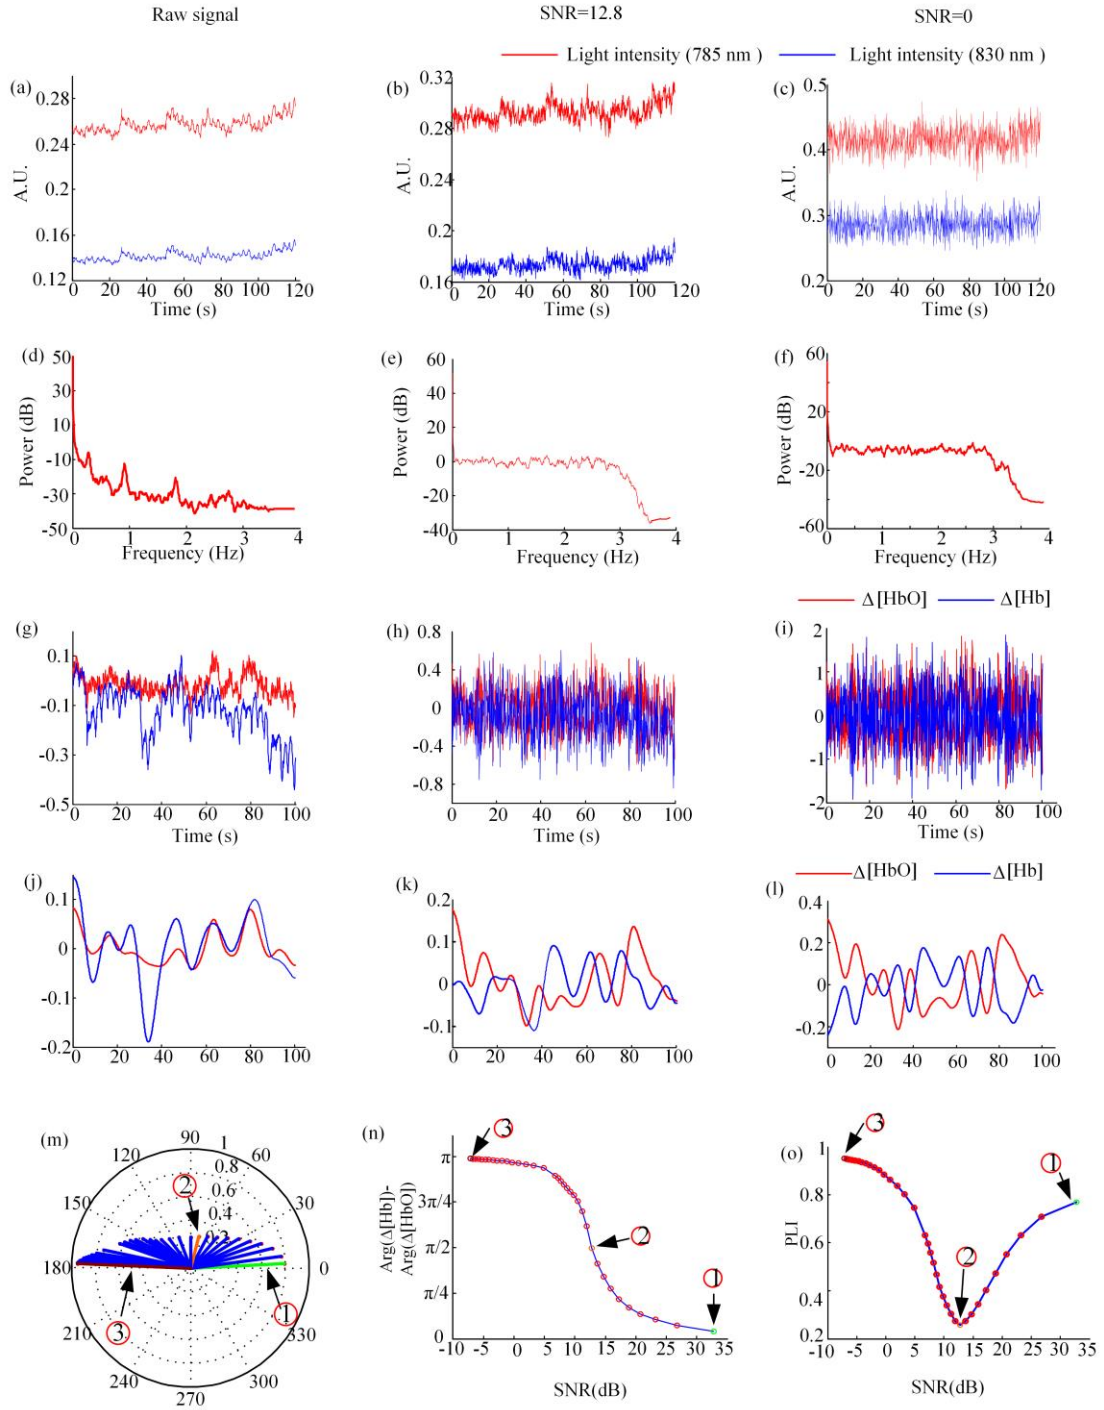 Raw signal
SNR=12.8
SNR=0
Light intensity (785 nm )
Light intensity (830 nm )
(a)
0.28
0.24
0.2
0.16
0.12
A.U.
0 20 40 60 80 100 120
Time (s)
(b)
0.32
0.28
0.24
0.2
0.16
A.U.
0 20 40 60 80 100 120
Time (s)
(c)
0.5
0.4
0.3
0.2
A.U.
0 20 40 60 80 100 120
Time (s)
(d)
50
30
10
-10
-30
-50
Power (dB)
0 1 2 3 4
Frequency (Hz)
(e)
60
40
20
0
-20
-40
Power (dB)
0 1 2 3 4
Frequency (Hz)
(f)
60
20
-20
-60
Power (dB)
0 1 2 3 4
Frequency (Hz)
Δ[HbO] Δ[Hb]
(g)
0.1
-0.1
-0.3
-0.5
0 20 40 60 80 100
Time (s)
(h)
0.8
0.4
0
-0.4
-0.8
0 20 40 60 80 100
Time (s)
(i)
2
1
0
-1
-2
0 20 40 60 80 100
Time (s)
Δ[HbO] Δ[Hb]
(j)
0.1
0
-0.1
-0.2
0 20 40 60 80 100
(k)
0.2
0.1
0
-0.1
0 20 40 60 80 100
(l)
0.4
0.2
0
-0.2
0 20 40 60 80 100
(m)
90
120
1
60
0.8
0.6
0.4
0.2
150
30
180
0
210
330
240
300
270
2
3
1
(n)
π
3π/4
π/2
π/4
0
Arg(Δ[Hb])-
Arg(Δ[HbO])
3
2
1
-10 -5 0 5 10 15 20 25 30 35
SNR(dB)
(o)
1
0.8
0.6
0.4
0.2
PLI
3
2
1
-10 -5 0 5 10 15 20 25 30 35
SNR(dB)